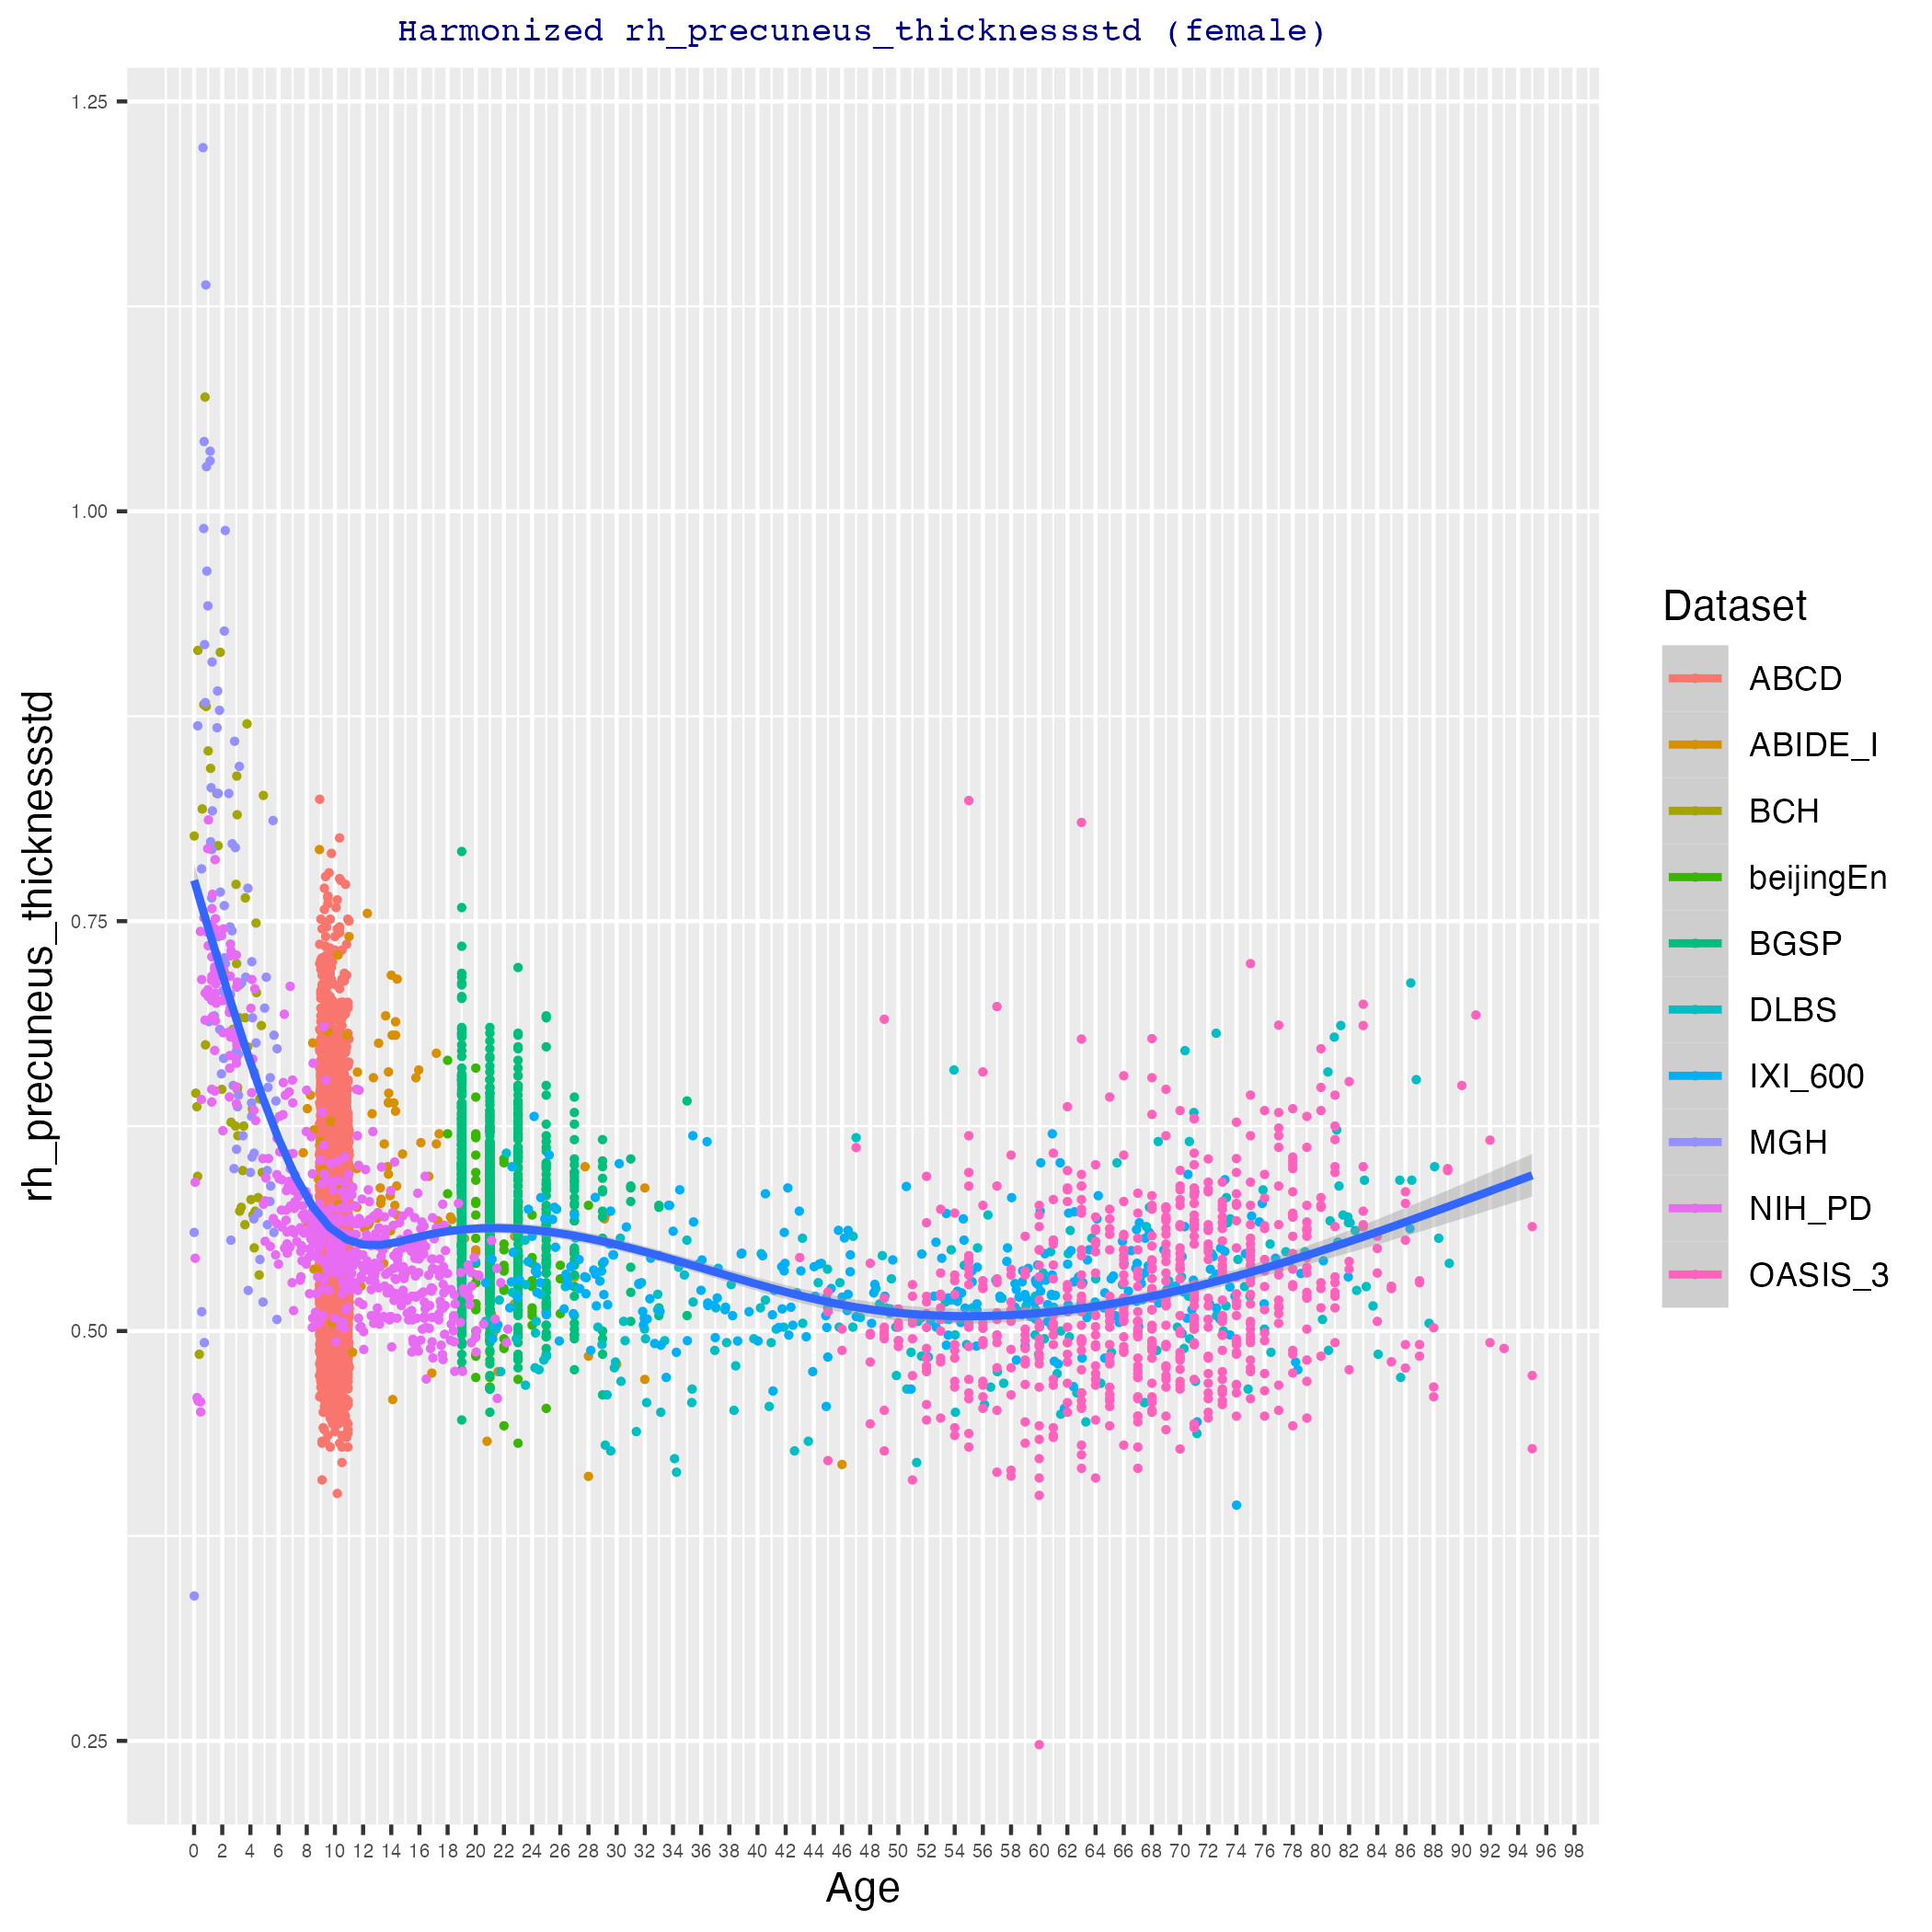 Harmonized rh_precuneus_thicknessstd (female)
rh_precuneus_thicknessstd
1.25
1.00
0.75
0.50
0.25
0 2 4 6 8 10 12 14 16 18 20 22 24 26 28 30 32 34 36 38 40 42 44 46 48 50 52 54 56 58 60 62 64 66 68 70 72 74 76 78 80 82 84 86 88 90 92 94 96 98
Age
Dataset
ABCD
ABIDE_I
BCH
beijingEn
BGSP
DLBS
IXI_600
MGH
NIH_PD
OASIS_3